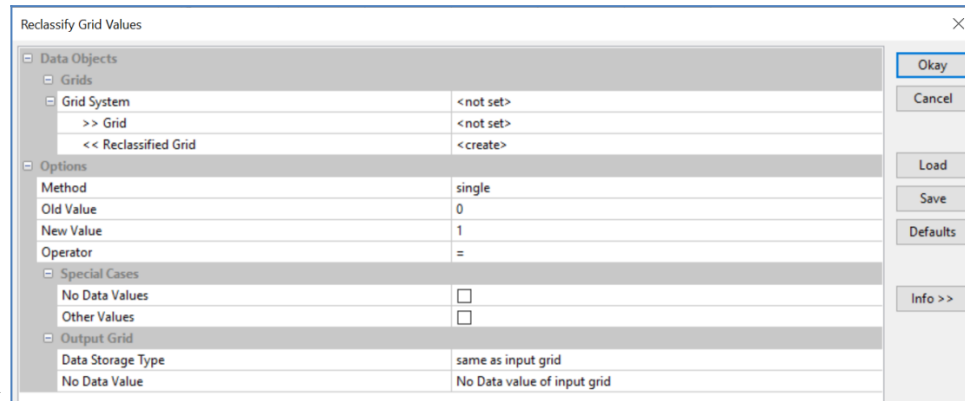 Reclassify Grid Values
Data Objects
Grids
Grid System <not set>
>> Grid <not set>
<< Reclassified Grid <create>
Options
Method single
Old Value 0
New Value 1
Operator =
Special Cases
No Data Values
Other Values
Output Grid
Data Storage Type same as input grid
No Data Value No Data value of input grid
Okay
Cancel
Load
Save
Defaults
Info >>